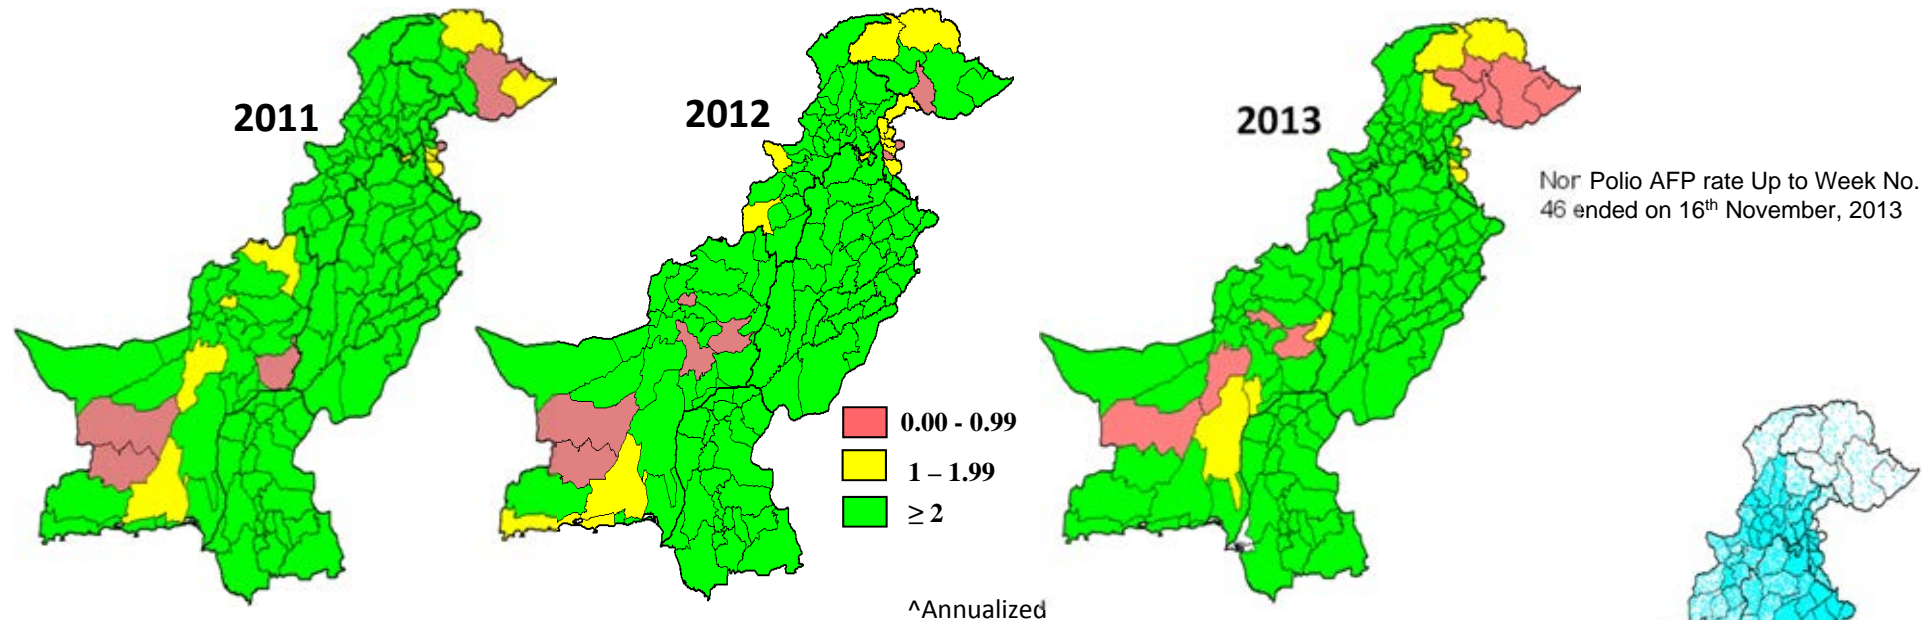 2011
2012
2013
Non Polio AFP rate Up to Week No.
46 ended on 16th November, 2013
0.00 - 0.99
1 – 1.99
≥ 2
^Annualized